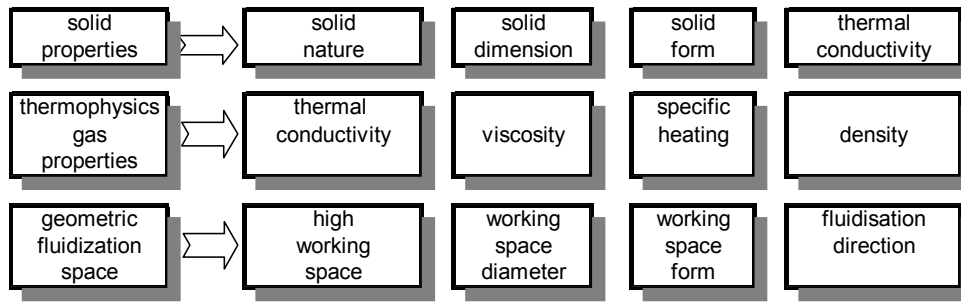 solid
properties
solid
nature
solid
dimension
solid
form
thermal
conductivity
thermophysics
gas
properties
thermal
conductivity
viscosity
specific
heating
density
geometric
fluidization
space
high
working
space
working
space
diameter
working
space
form
fluidisation
direction